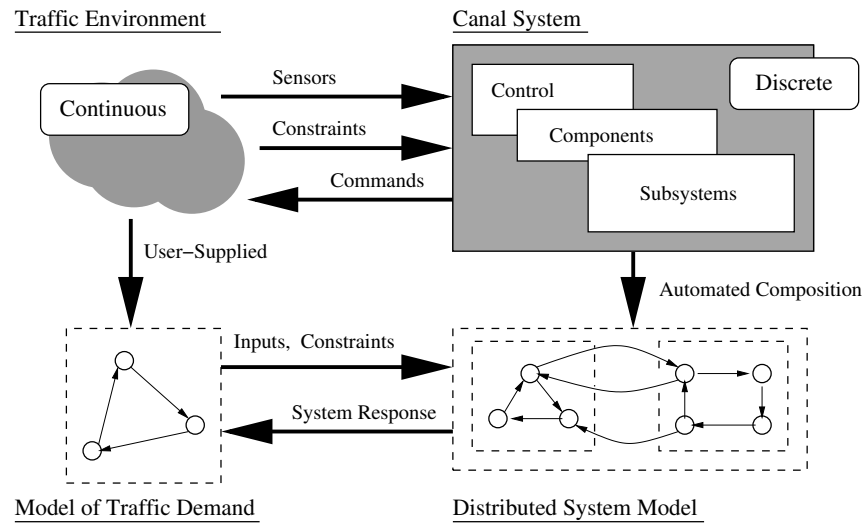 Traffic Environment
Canal System
Continuous
Sensors
Constraints
Commands
Control
Components
Subsystems
Discrete
User-Supplied
Automated Composition
Inputs, Constraints
System Response
Model of Traffic Demand
Distributed System Model